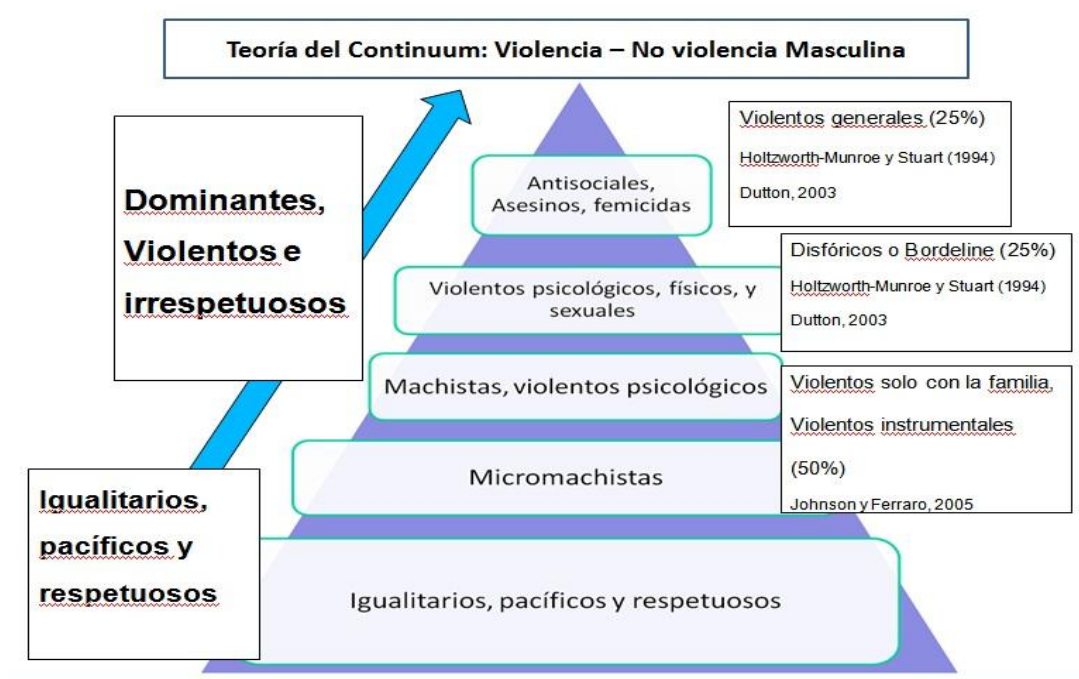 Teoría del Continuum: Violencia – No violencia Masculina
Dominantes,
Violentos e
irrespetuosos
Igualitarios,
pacíficos y
respetuosos
Antisociales,
Asesinos, femicidas
Violentos psicológicos, físicos, y
sexuales
Machistas, violentos psicológicos
Micromachistas
Igualitarios, pacíficos y respetuosos
Violentos generales (25%)
Holtzworth-Munroe y Stuart (1994)
Dutton, 2003
Disfóricos o Bordeline (25%)
Holtzworth-Munroe y Stuart (1994)
Dutton, 2003
Violentos solo con la familia,
Violentos instrumentales
(50%)
Johnson y Ferraro, 2005